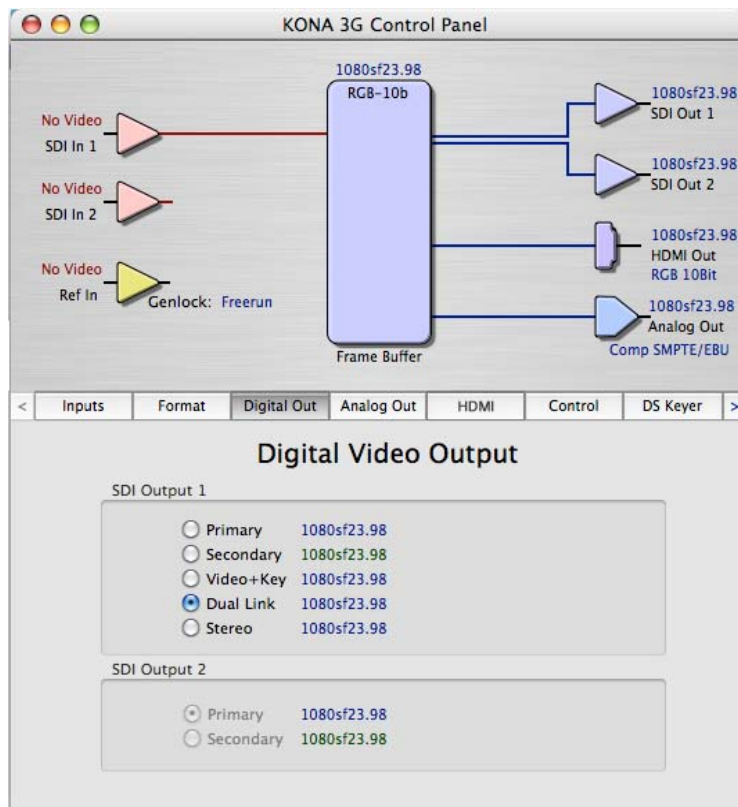 KONA 3G Control Panel
1080sf23.98
RGB-10b
Frame Buffer
No Video
SDI In 1
No Video
SDI In 2
No Video
Ref In
Genlock: Freerun
1080sf23.98
SDI Out 1
1080sf23.98
SDI Out 2
1080sf23.98
HDMI Out
RGB 10Bit
1080sf23.98
Analog Out
Comp SMPTE/EBU
< Inputs Format Digital Out Analog Out HDMI Control DS Keyer >
Digital Video Output
SDI Output 1
Primary 1080sf23.98
Secondary 1080sf23.98
Video+Key 1080sf23.98
Dual Link 1080sf23.98
Stereo 1080sf23.98
SDI Output 2
Primary 1080sf23.98
Secondary 1080sf23.98